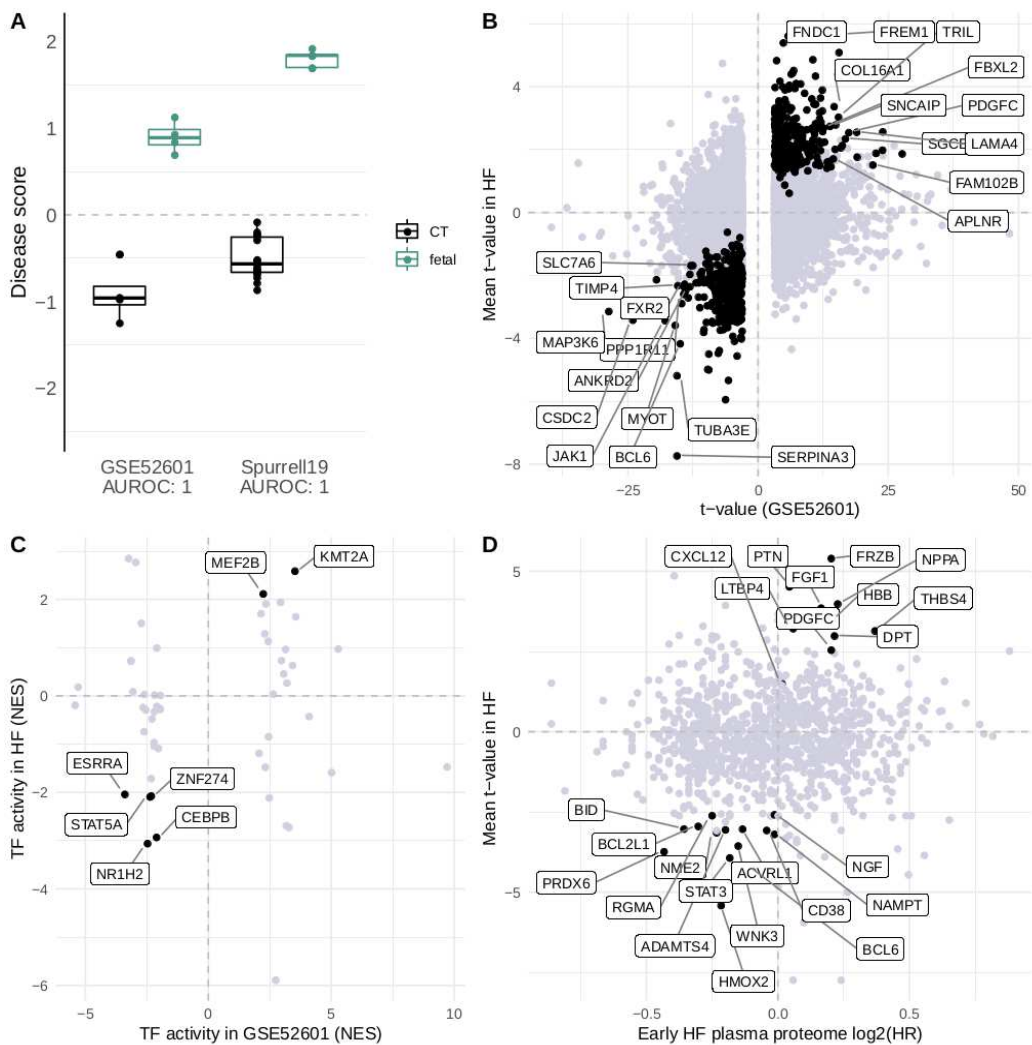 A
2
1
0
−1
−2
Disease score
GSE52601
AUROC: 1
Spurrell19
AUROC: 1
CT
fetal
B
4
0
−4
−8
Mean t−value in HF
−25
0
25
50
t−value (GSE52601)
FNDC1
FREM1
TRIL
COL16A1
FBXL2
SNCAIP
PDGFC
LAMA4
FAM102B
APLNR
SLC7A6
TIMP4
FXR2
MAP3K6
PPP1R11
ANKRD2
CSDC2
MYOT
TUBA3E
JAK1
BCL6
SERPINA3
C
2
0
−2
−4
−6
TF activity in HF (NES)
−5
0
5
10
TF activity in GSE52601 (NES)
MEF2B
KMT2A
ESRRA
ZNF274
STAT5A
CEBPB
NR1H2
D
5
0
−5
Mean t−value in HF
−0.5
0.0
0.5
Early HF plasma proteome log2(HR)
CXCL12
PTN
FRZB
NPPA
FGF1
LTBP4
HBB
THBS4
PDGFC
DPT
BID
BCL2L1
NME2
ACVRL1
NGF
PRDX6
STAT3
RGMA
CD38
NAMPT
ADAMTS4
WNK3
BCL6
HMOX2